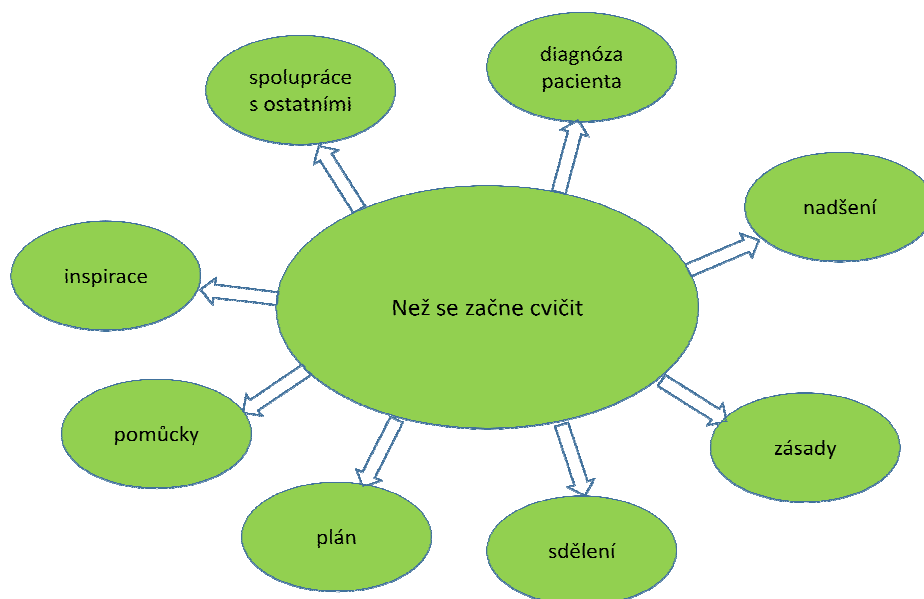 spolupráce
s ostatními
diagnóza
pacienta
nadšení
inspirace
Než se začne cvičit
pomůcky
zásady
plán
sdělení